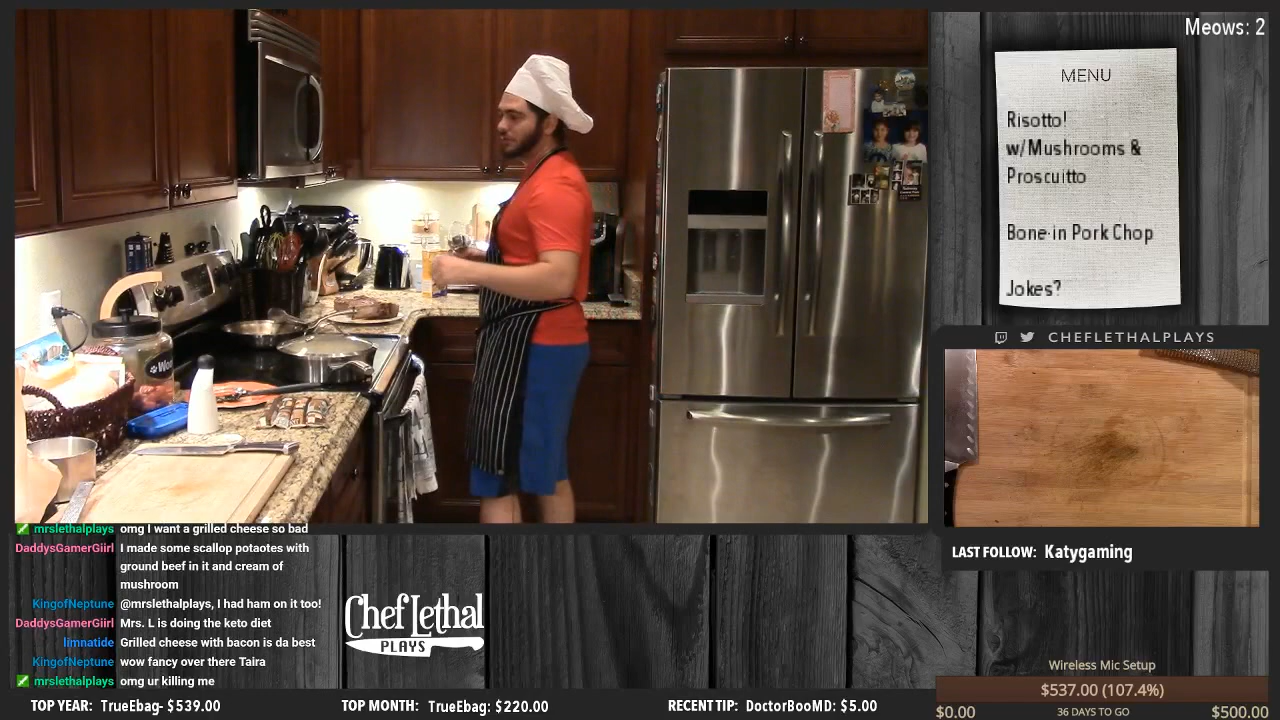 Meows: 2
MENU
Risotto!
w/Mushrooms &
Proscuitto
Bone-in Pork Chop
Jokes?
CHEFLETHALPLAYS
LAST FOLLOW: Katygaming
mrslethalplays omg I want a grilled cheese so bad
DaddysGamerGiirl I made some scallop potaotes with
ground beef in it and cream of
mushroom
KingofNeptune @mrslethalplays, I had ham on it too!
DaddysGamerGiirl Mrs. L is doing the keto diet
limnatide Grilled cheese with bacon is da best
KingofNeptune wow fancy over there Taira
mrslethalplays omg ur killing me
Chef Lethal
PLAYS
Wireless Mic Setup
$537.00 (107.4%)
$0.00 36 DAYS TO GO $500.00
TOP YEAR: TrueEbag- $539.00 TOP MONTH: TrueEbag: $220.00 RECENT TIP: DoctorBooMD: $5.00